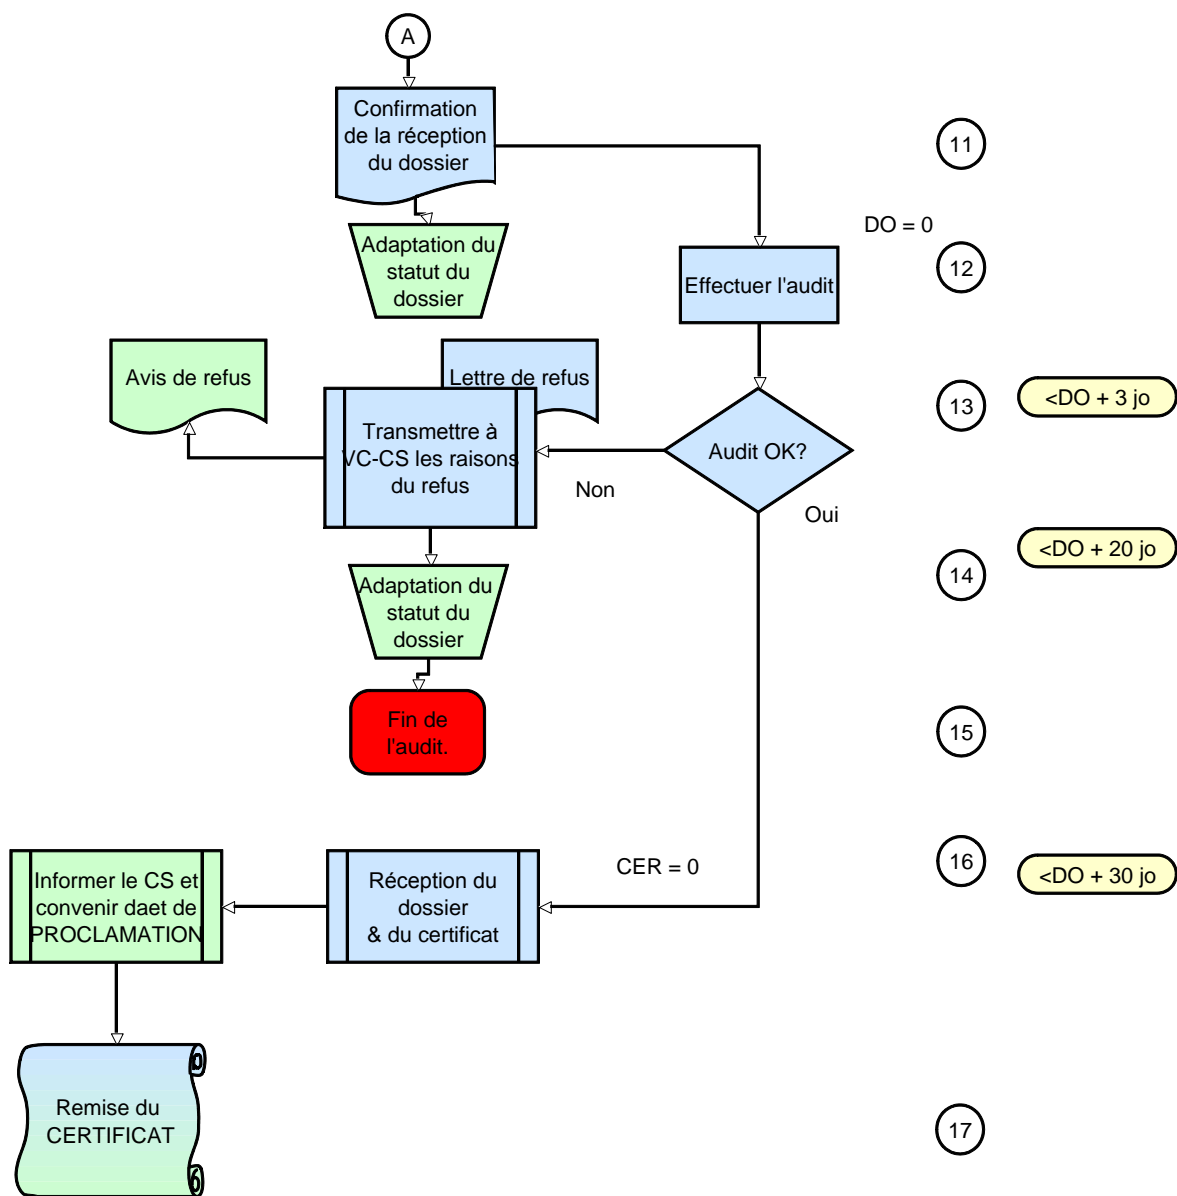 A
Confirmation
de la réception
du dossier
11
DO = 0
Adaptation du
statut du
dossier
Effectuer l'audit
12
Avis de refus
Lettre de refus
13
<DO + 3 jo
Transmettre à
VC-CS les raisons
du refus
Audit OK?
Non
Oui
<DO + 20 jo
14
Adaptation du
statut du
dossier
Fin de
l'audit.
15
16
CER = 0
<DO + 30 jo
Informer le CS et
convenir daet de
PROCLAMATION
Réception du
dossier
& du certificat
Remise du
CERTIFICAT
17